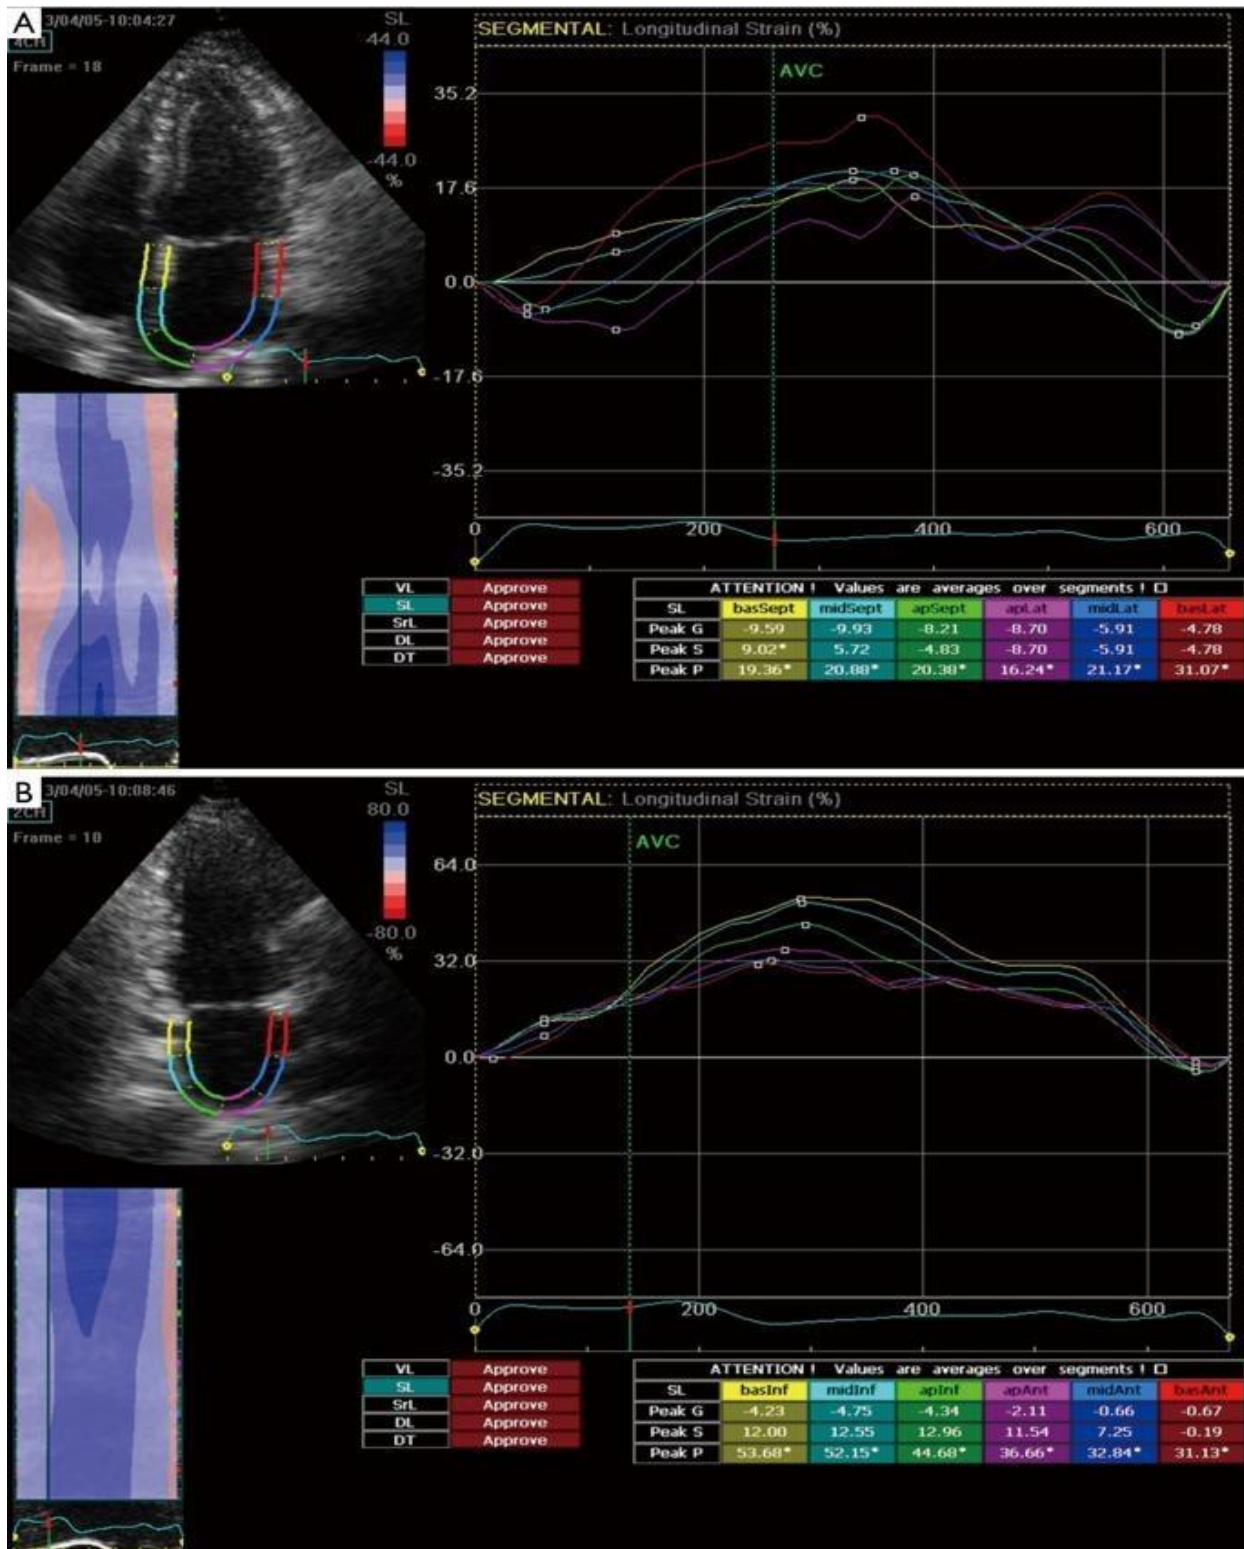 A 3/04/05-10:04:27
4CH
Frame = 18
SL
44.0
-44.0
%
SEGMENTAL: Longitudinal Strain (%)
AVC
35.2
17.6
0.0
-17.6
-35.2
0 200 400 600
VL Approve
SL Approve
SrL Approve
DL Approve
DT Approve
ATTENTION ! Values are averages over segments !
SL basSept midSept apSept apLat midLat basLat
Peak G -9.59 -9.93 -8.21 -8.70 -5.91 -4.78
Peak S 9.02* 5.72 -4.83 -8.70 -5.91 -4.78
Peak P 19.36* 20.88* 20.38* 16.24* 21.17* 31.07*
B 3/04/05-10:08:46
2CH
Frame = 10
SL
80.0
-80.0
%
SEGMENTAL: Longitudinal Strain (%)
AVC
64.0
32.0
0.0
-32.0
-64.0
0 200 400 600
VL Approve
SL Approve
SrL Approve
DL Approve
DT Approve
ATTENTION ! Values are averages over segments !
SL basInf midInf apInf apAnt midAnt basAnt
Peak G -4.23 -4.75 -4.34 -2.11 -0.66 -0.67
Peak S 12.00 12.55 12.96 11.54 7.25 -0.19
Peak P 53.68* 52.15* 44.68* 36.66* 32.84* 31.13*